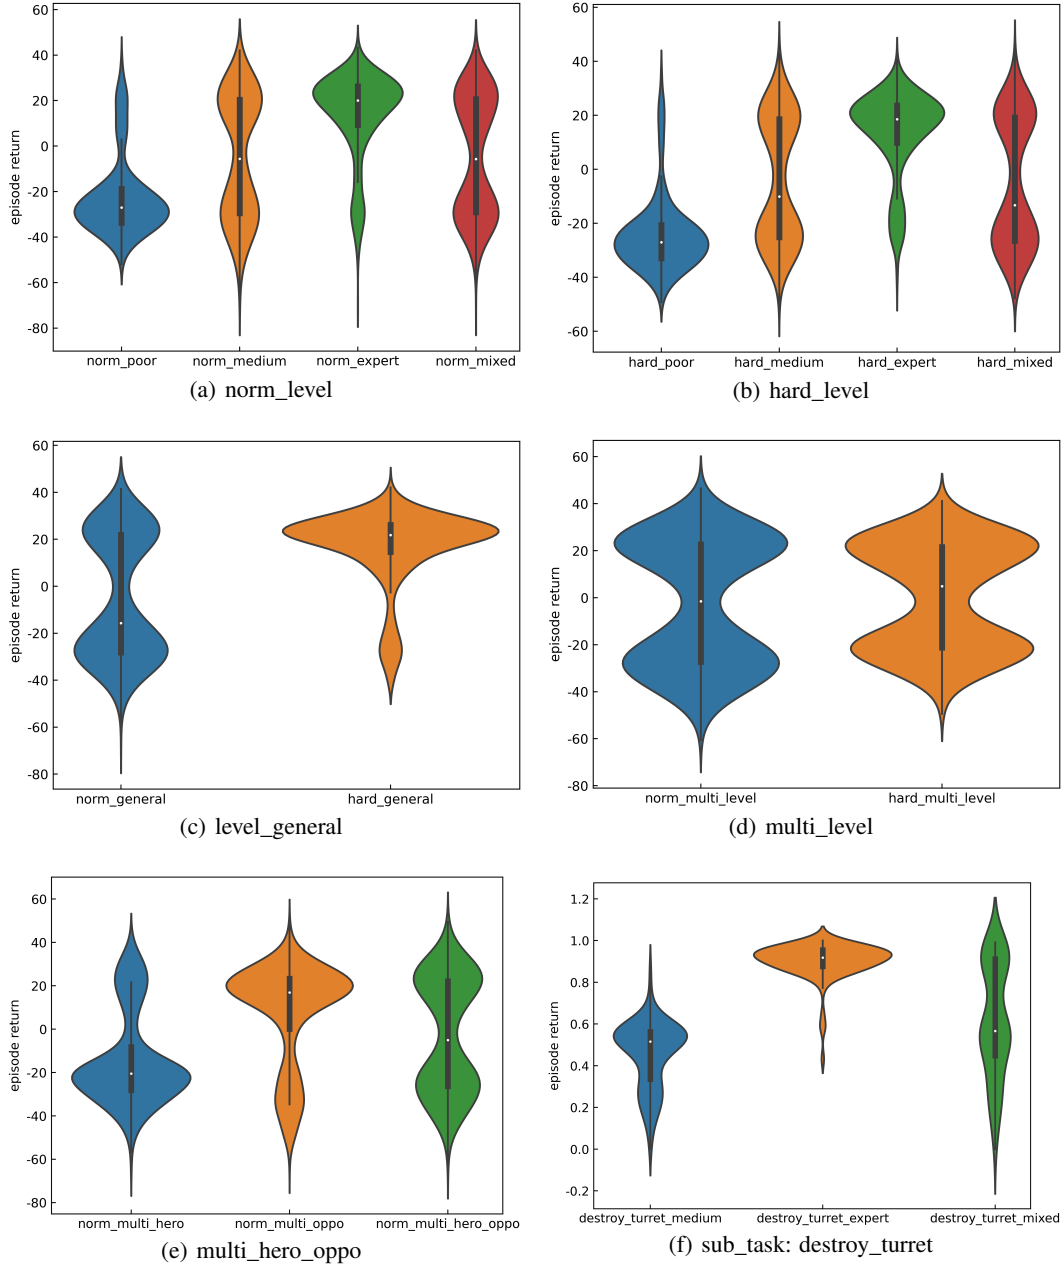 60
40
20
0
-20
-40
-60
-80
episode return
norm_poor norm_medium norm_expert norm_mixed
(a) norm_level
60
40
20
0
-20
-40
-60
episode return
hard_poor hard_medium hard_expert hard_mixed
(b) hard_level
60
40
20
0
-20
-40
-60
-80
episode return
norm_general hard_general
(c) level_general
60
40
20
0
-20
-40
-60
-80
episode return
norm_multi_level hard_multi_level
(d) multi_level
60
40
20
0
-20
-40
-60
-80
episode return
norm_multi_hero norm_multi_oppo norm_multi_hero_oppo
(e) multi_hero_oppo
1.2
1.0
0.8
0.6
0.4
0.2
0.0
-0.2
episode return
destroy_turret_medium destroy_turret_expert destroy_turret_mixed
(f) sub_task: destroy_turret